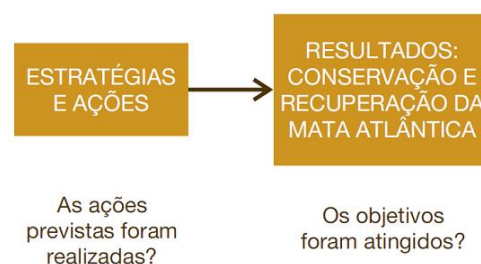 ESTRATÉGIAS
E AÇÕES
RESULTADOS:
CONSERVAÇÃO E
RECUPERAÇÃO DA
MATA ATLÂNTICA
As ações
previstas foram
realizadas?
Os objetivos
foram atingidos?